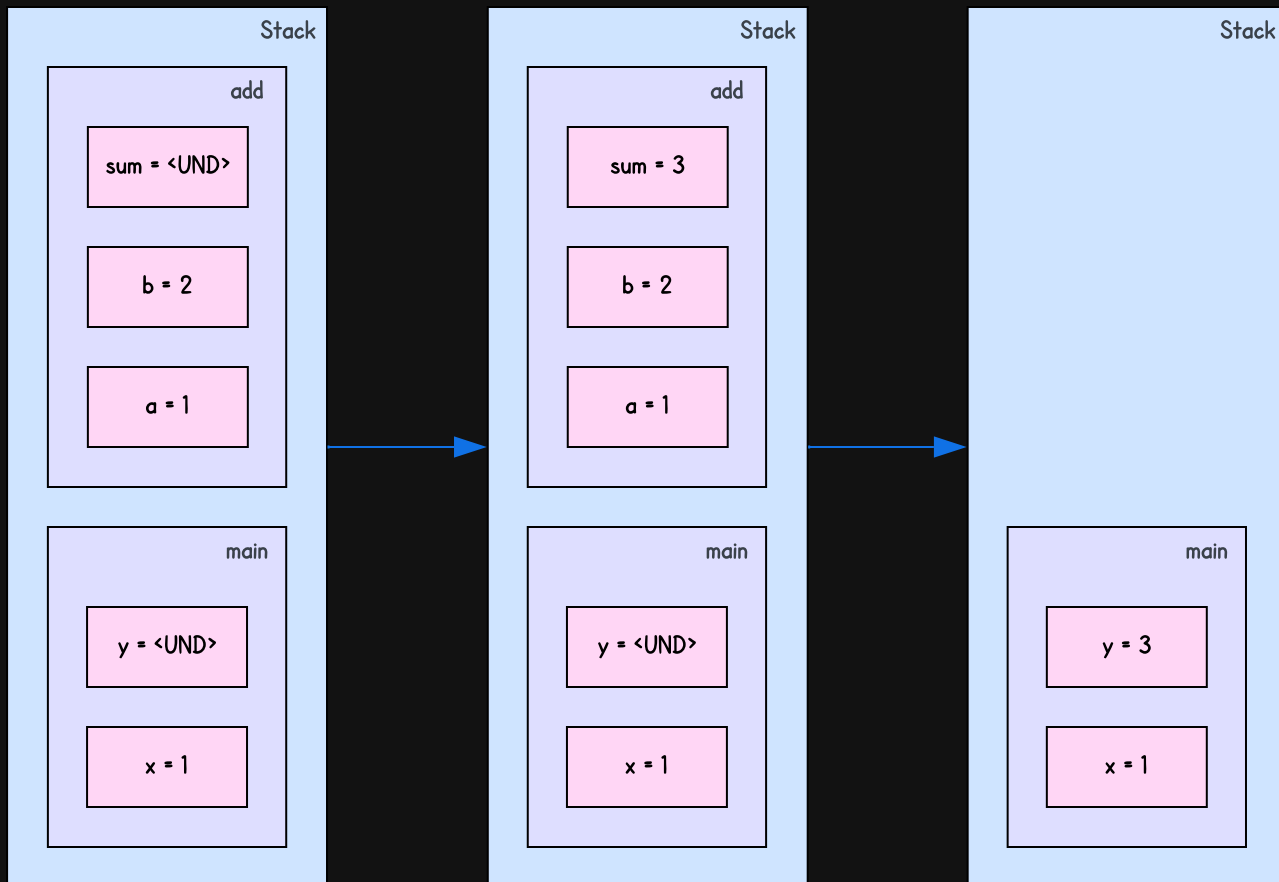 Stack
add
sum = <UND>
b = 2
a = 1
main
y = <UND>
x = 1
Stack
add
sum = 3
b = 2
a = 1
main
y = <UND>
x = 1
Stack
main
y = 3
x = 1